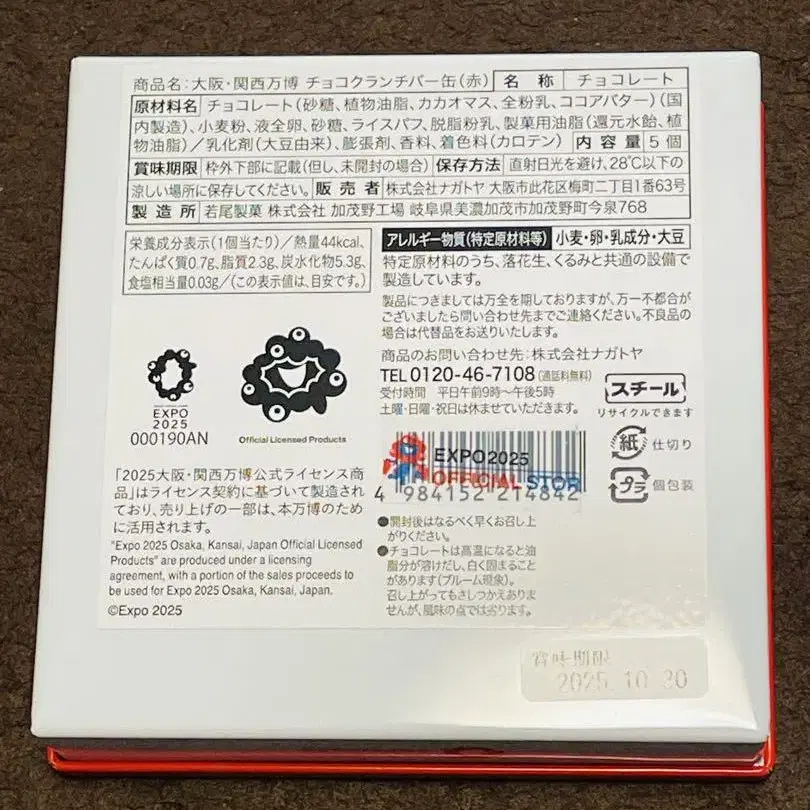 商品名：大阪・関西万博 チョコクランチバー缶（赤） 名 称 チョコレート
原材料名 チョコレート（砂糖、植物油脂、カカオマス、全粉乳、ココアバター）（国
内製造）、小麦粉、液全卵、砂糖、ライスパフ、脱脂粉乳、製菓用油脂（還元水飴、植
物油脂）／乳化剤（大豆由来）、膨張剤、香料、着色料（カロテン） 内 容 量 5個
賞味期限 枠外下部に記載（但し、未開封の場合） 保存方法 直射日光を避け、28℃以下の
涼しい場所に保存してください。 販 売 者 株式会社ナガトヤ 大阪市此花区梅町二丁目1番63号
製 造 所 若尾製菓 株式会社 加茂野工場 岐阜県美濃加茂市加茂野町今泉768
栄養成分表示（1個当たり）／熱量44kcal、
たんぱく質0.7g、脂質2.3g、炭水化物5.3g、
食塩相当量0.03g／（この表示値は、目安です。）
アレルギー物質（特定原材料等） 小麦・卵・乳成分・大豆
特定原材料のうち、落花生、くるみと共通の設備で
製造しています。
製品につきましては万全を期しておりますが、万一不都合が
ございましたら問い合わせ先までご連絡ください。不良品の
場合は代替品をお送りいたします。
商品のお問い合わせ先：株式会社ナガトヤ
TEL 0120-46-7108（通話料無料）
受付時間 平日午前9時〜午後5時
土曜・日曜・祝日は休ませていただきます。
スチール
リサイクルできます
紙 仕切り
プラ 個包装
EXPO
2025
000190AN
Official Licensed Products
EXPO2025
OFFICIAL STOR
4 984152 214842
「2025大阪・関西万博公式ライセンス商
品」はライセンス契約に基づいて製造され
ており、売り上げの一部は、本万博のため
に活用されます。
"Expo 2025 Osaka, Kansai, Japan Official Licensed
Products" are produced under a licensing
agreement, with a portion of the sales proceeds to
be used for Expo 2025 Osaka, Kansai, Japan.
©Expo 2025
●開封後はなるべく早くお召し上
がりください。
●チョコレートは高温になると油
脂分が溶けだし、白く固まること
があります（ブルーム現象）。
召し上がってもさしつかえありま
せんが、風味の点では劣ります。
賞味期限
2025.10.30